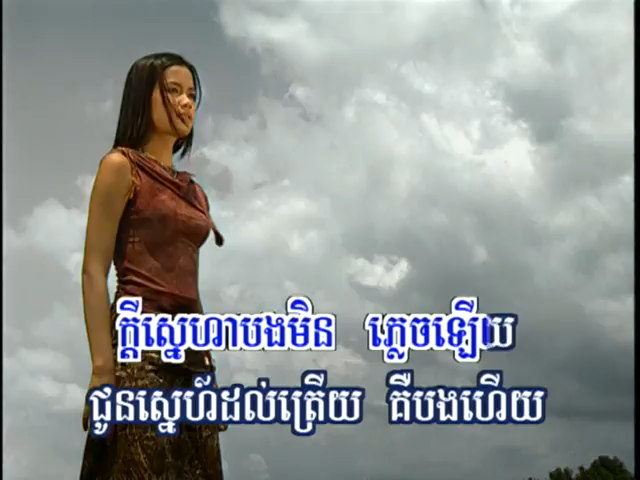 ក្ដីស្នេហាបងមិន ភ្លេចឡើយ
ជូនស្នេហ៍ដល់ត្រើយ គឺបងហើយ